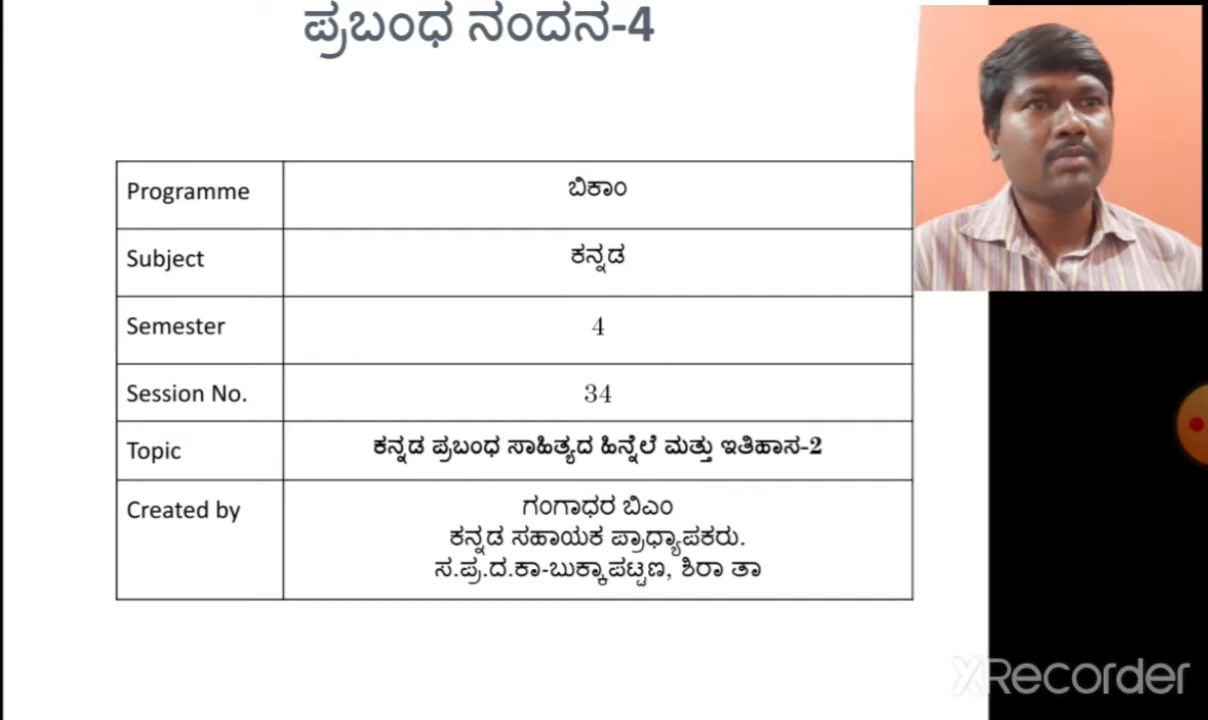 ಪ್ರಬಂಧ ನಂದನ-4
Programme ಬಿಕಾಂ
Subject ಕನ್ನಡ
Semester 4
Session No. 34
Topic ಕನ್ನಡ ಪ್ರಬಂಧ ಸಾಹಿತ್ಯದ ಹಿನ್ನೆಲೆ ಮತ್ತು ಇತಿಹಾಸ-2
Created by ಗಂಗಾಧರ ಬಿಎಂ
ಕನ್ನಡ ಸಹಾಯಕ ಪ್ರಾಧ್ಯಾಪಕರು.
ಸ.ಪ್ರ.ದ.ಕಾ-ಬುಕ್ಕಾಪಟ್ಟಣ, ಶಿರಾ ತಾ
XRecorder